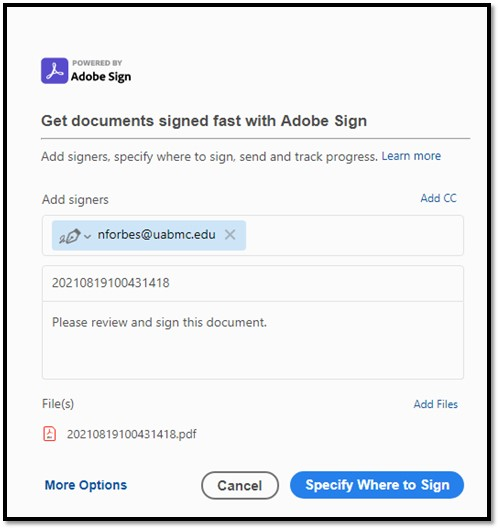 POWERED BY
Adobe Sign
Get documents signed fast with Adobe Sign
Add signers, specify where to sign, send and track progress. Learn more
Add signers Add CC
nforbes@uabmc.edu
20210819100431418
Please review and sign this document.
File(s) Add Files
20210819100431418.pdf
More Options Cancel Specify Where to Sign